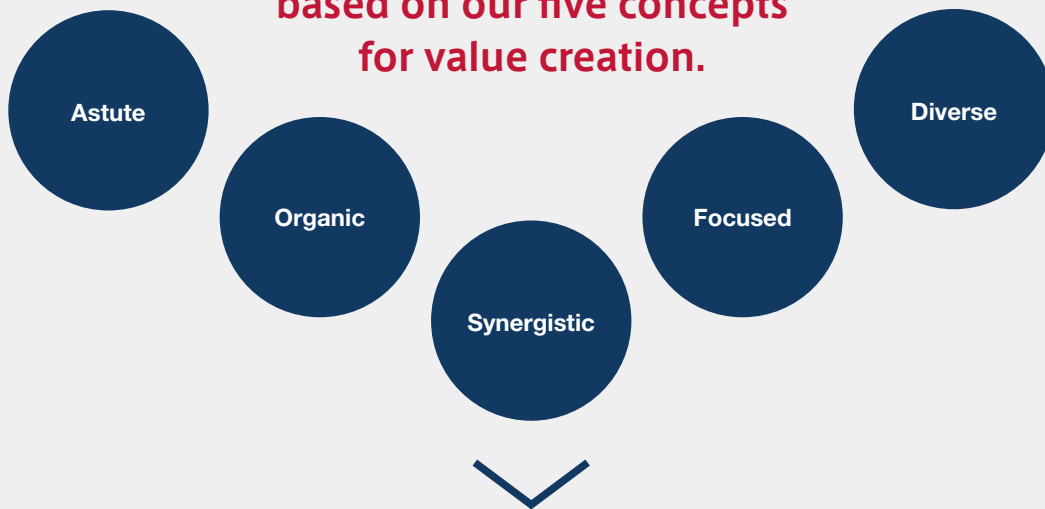 based on our five concepts
for value creation.
Astute
Diverse
Organic
Focused
Synergistic